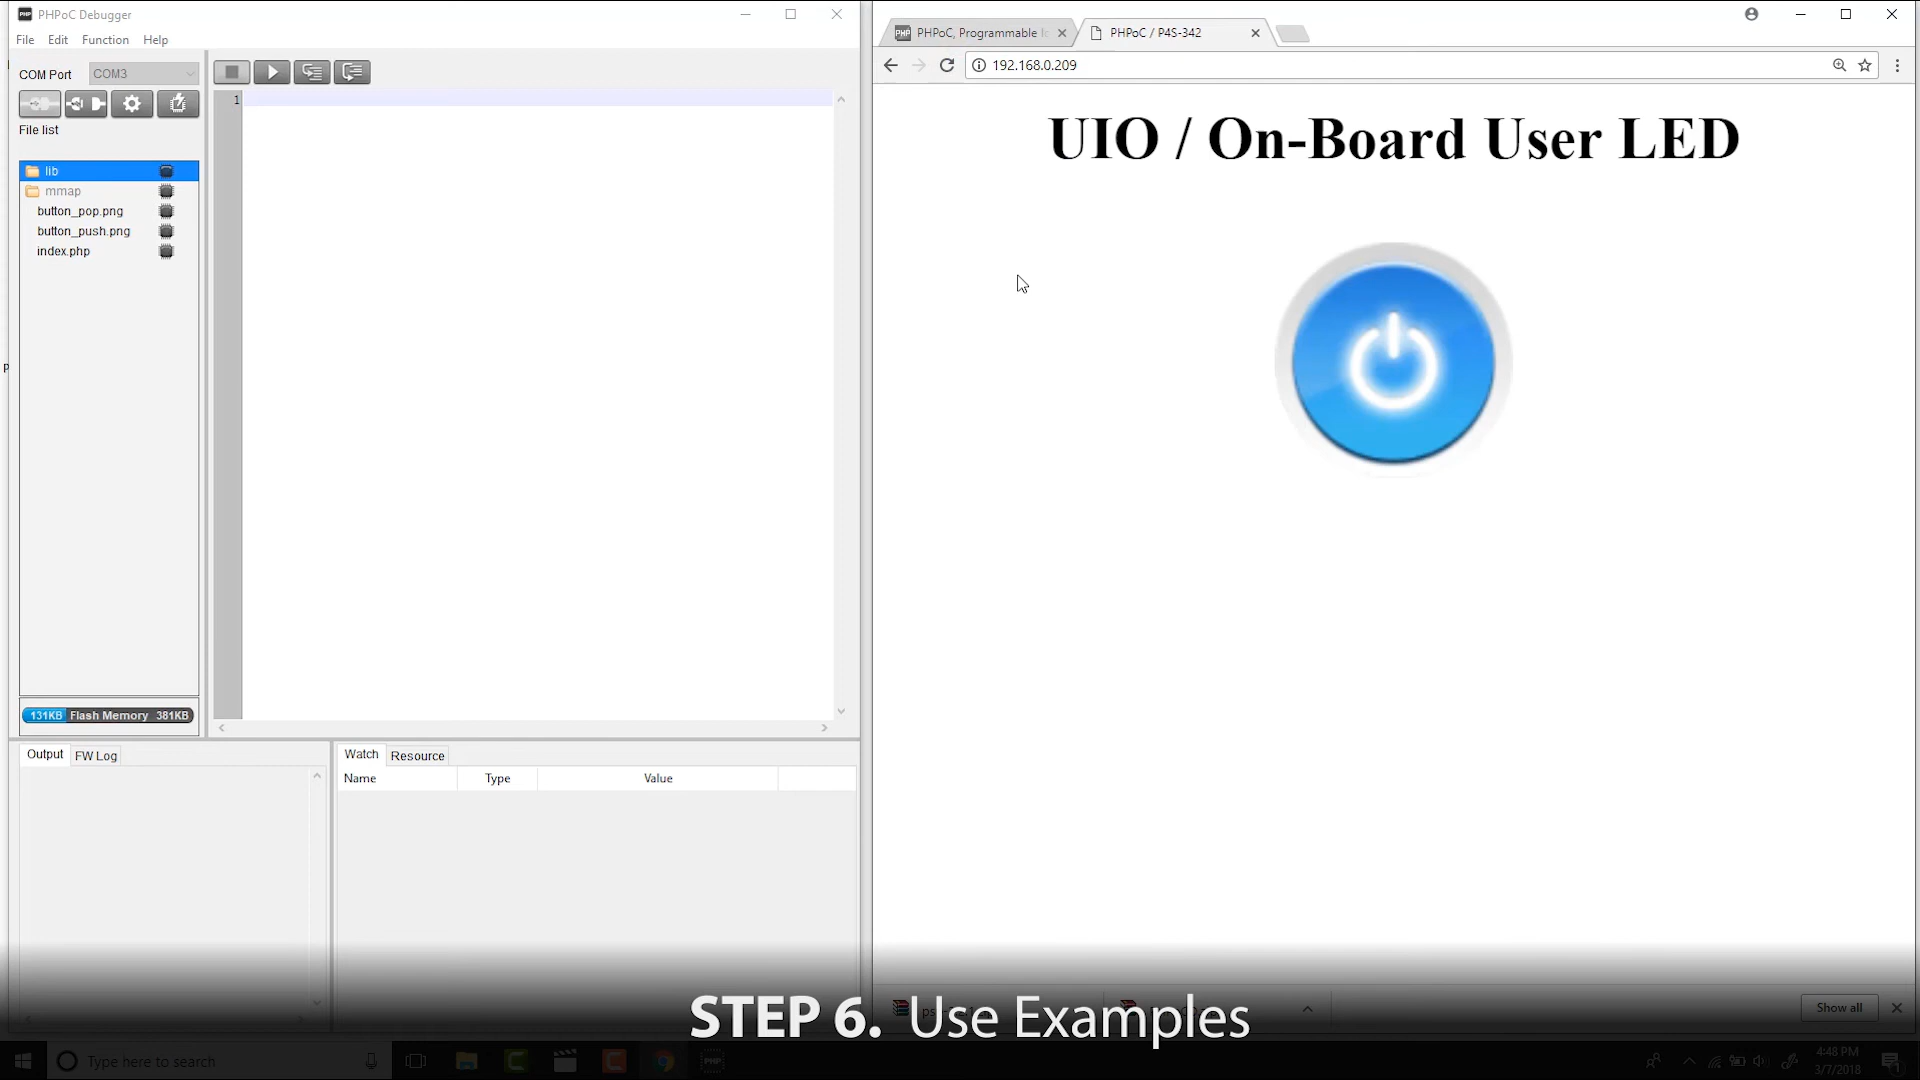 PHPoC Debugger
File Edit Function Help
COM Port COM3
File list
lib
mmap
button_pop.png
button_push.png
index.php
131KB Flash Memory 381KB
1
Output FW Log
Watch Resource
Name Type Value
PHP PHPoC, Programmable
PHPoC / P4S-342
192.168.0.209
UIO / On-Board User LED
STEP 6. Use Examples
Show all
Type here to search
PHP
4:48 PM
3/7/2018